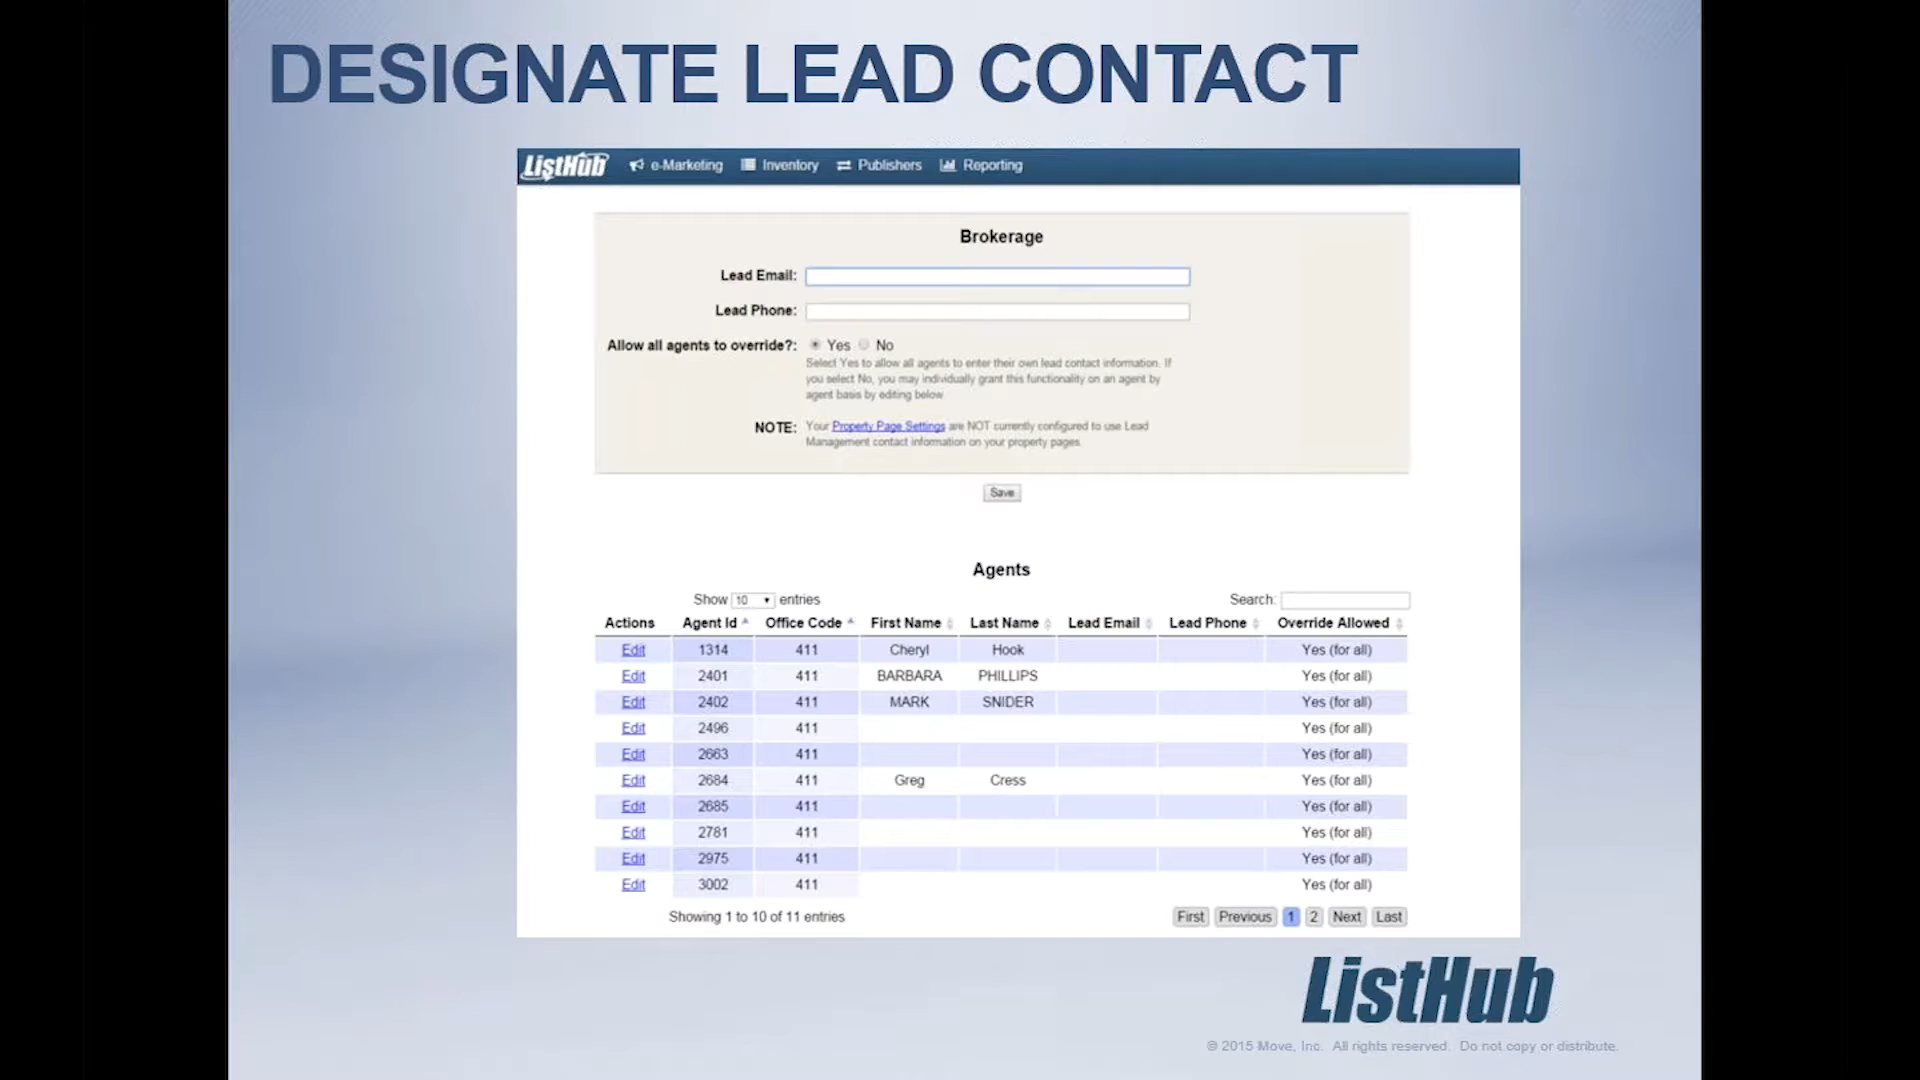 DESIGNATE LEAD CONTACT
ListHub e-Marketing Inventory Publishers Reporting
Brokerage
Lead Email:
Lead Phone:
Allow all agents to override?: Yes No
Select Yes to allow all agents to enter their own lead contact information. If
you select No, you may individually grant this functionality on an agent by
agent basis by editing below
NOTE: Your Property Page Settings are NOT currently configured to use Lead
Management contact information on your property pages.
Save
Agents
Show 10 entries Search:
Actions Agent Id Office Code First Name Last Name Lead Email Lead Phone Override Allowed
Edit 1314 411 Cheryl Hook Yes (for all)
Edit 2401 411 BARBARA PHILLIPS Yes (for all)
Edit 2402 411 MARK SNIDER Yes (for all)
Edit 2496 411 Yes (for all)
Edit 2663 411 Yes (for all)
Edit 2684 411 Greg Cress Yes (for all)
Edit 2685 411 Yes (for all)
Edit 2781 411 Yes (for all)
Edit 2975 411 Yes (for all)
Edit 3002 411 Yes (for all)
Showing 1 to 10 of 11 entries First Previous 1 2 Next Last
ListHub
© 2015 Move, Inc. All rights reserved. Do not copy or distribute.